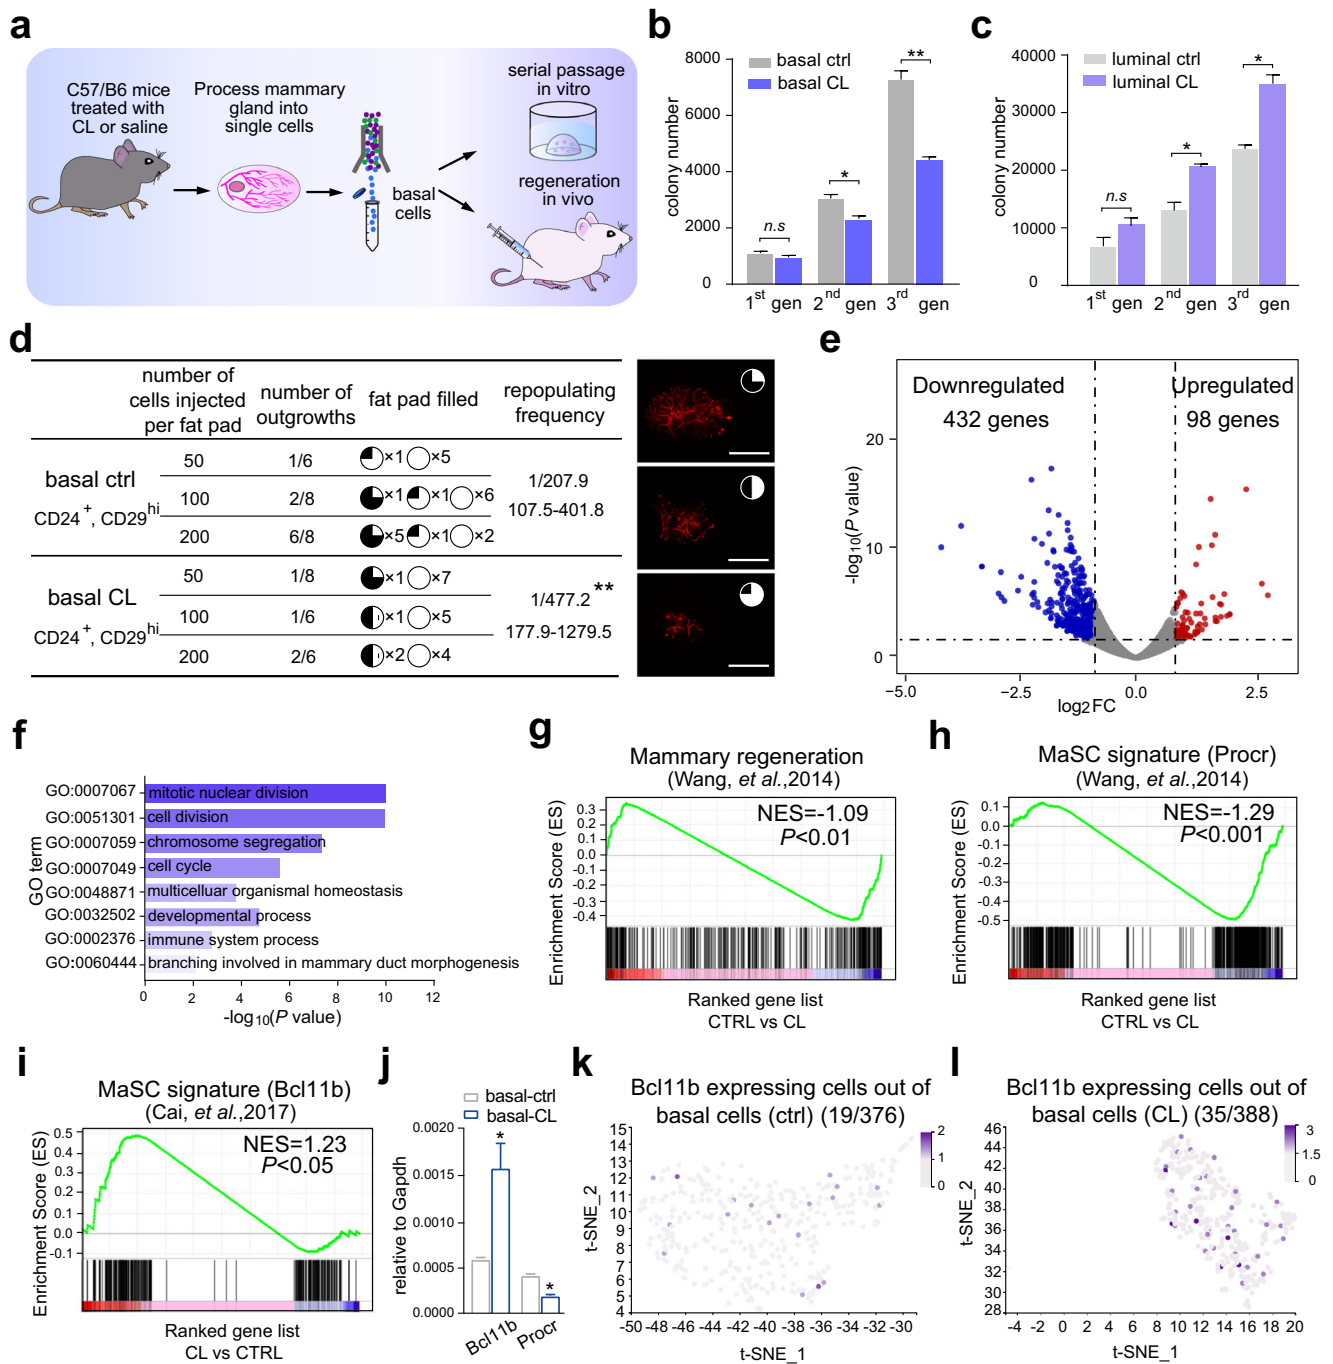 a
C57/B6 mice
treated with
CL or saline
Process mammary
gland into
single cells
basal
cells
serial passage
in vitro
regeneration
in vivo
b
colony number
8000
6000
4000
2000
0
basal ctrl
basal CL
n.s
*
**
1st gen
2nd gen
3rd gen
c
colony number
40000
30000
20000
10000
0
luminal ctrl
luminal CL
n.s
*
*
1st gen
2nd gen
3rd gen
d
number of
cells injected
per fat pad
number of
outgrowths
fat pad filled
repopulating
frequency
basal ctrl
CD24+, CD29hi
50 1/6 ×1 ×5
100 2/8 ×1 ×1 ×6
200 6/8 ×5 ×1 ×2
1/207.9
107.5-401.8
basal CL
CD24+, CD29hi
50 1/8 ×1 ×7
100 1/6 ×1 ×5
200 2/6 ×2 ×4
1/477.2**
177.9-1279.5
e
Downregulated
432 genes
Upregulated
98 genes
-log10(P value)
20
10
0
−5.0 −2.5 0.0 2.5
log2FC
f
GO term
GO:0007067 mitotic nuclear division
GO:0051301 cell division
GO:0007059 chromosome segregation
GO:0007049 cell cycle
GO:0048871 multicelluar organismal homeostasis
GO:0032502 developmental process
GO:0002376 immune system process
GO:0060444 branching involved in mammary duct morphogenesis
0 2 4 6 8 10 12
-log10(P value)
g
Mammary regeneration
(Wang, et al.,2014)
Enrichment Score (ES)
0.3
0.2
0.1
0.0
-0.1
-0.2
-0.3
-0.4
NES=-1.09
P<0.01
Ranked gene list
CTRL vs CL
h
MaSC signature (Procr)
(Wang, et al.,2014)
Enrichment Score (ES)
0.1
0.0
-0.1
-0.2
-0.3
-0.4
-0.5
NES=-1.29
P<0.001
Ranked gene list
CTRL vs CL
i
MaSC signature (Bcl11b)
(Cai, et al.,2017)
Enrichment Score (ES)
0.5
0.4
0.3
0.2
0.1
0.0
-0.1
NES=1.23
P<0.05
Ranked gene list
CL vs CTRL
j
basal-ctrl
basal-CL
relative to Gapdh
0.0020
0.0015
0.0010
0.0005
0.0000
*
*
Bcl11b
Procr
k
Bcl11b expressing cells out of
basal cells (ctrl) (19/376)
t-SNE_2
15
14
13
12
11
10
9
8
7
6
5
4
2
1
0
-50 -48 -46 -44 -42 -40 -38 -36 -34 -32 -30
t-SNE_1
l
Bcl11b expressing cells out of
basal cells (CL) (35/388)
t-SNE_2
46
44
42
40
38
36
34
32
30
28
3
1.5
0
-4 -2 0 2 4 6 8 10 12 14 16 18 20
t-SNE_1